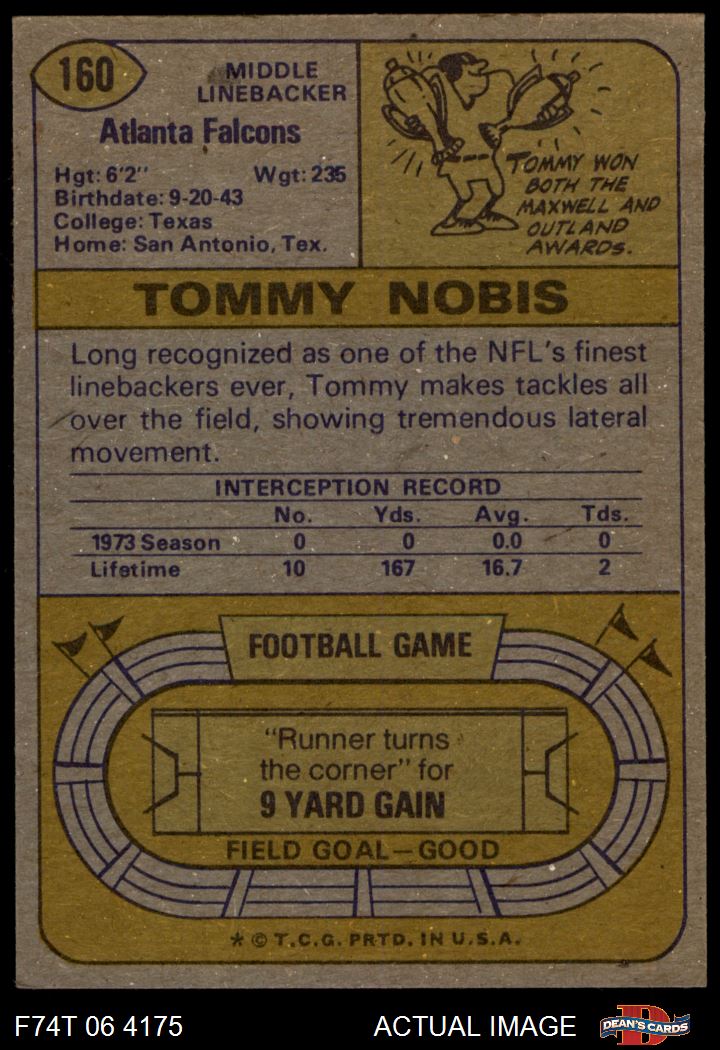 160
MIDDLE
LINEBACKER
Atlanta Falcons
Hgt: 6'2" Wgt: 235
Birthdate: 9-20-43
College: Texas
Home: San Antonio, Tex.
TOMMY WON
BOTH THE
MAXWELL AND
OUTLAND
AWARDS.
TOMMY NOBIS
Long recognized as one of the NFL's finest
linebackers ever, Tommy makes tackles all
over the field, showing tremendous lateral
movement.
INTERCEPTION RECORD
No. Yds. Avg. Tds.
1973 Season 0 0 0.0 0
Lifetime 10 167 16.7 2
FOOTBALL GAME
"Runner turns
the corner" for
9 YARD GAIN
FIELD GOAL—GOOD
* © T.C.G. PRTD. IN U.S.A.
F74T 06 4175 ACTUAL IMAGE
D
DEAN'S CARDS